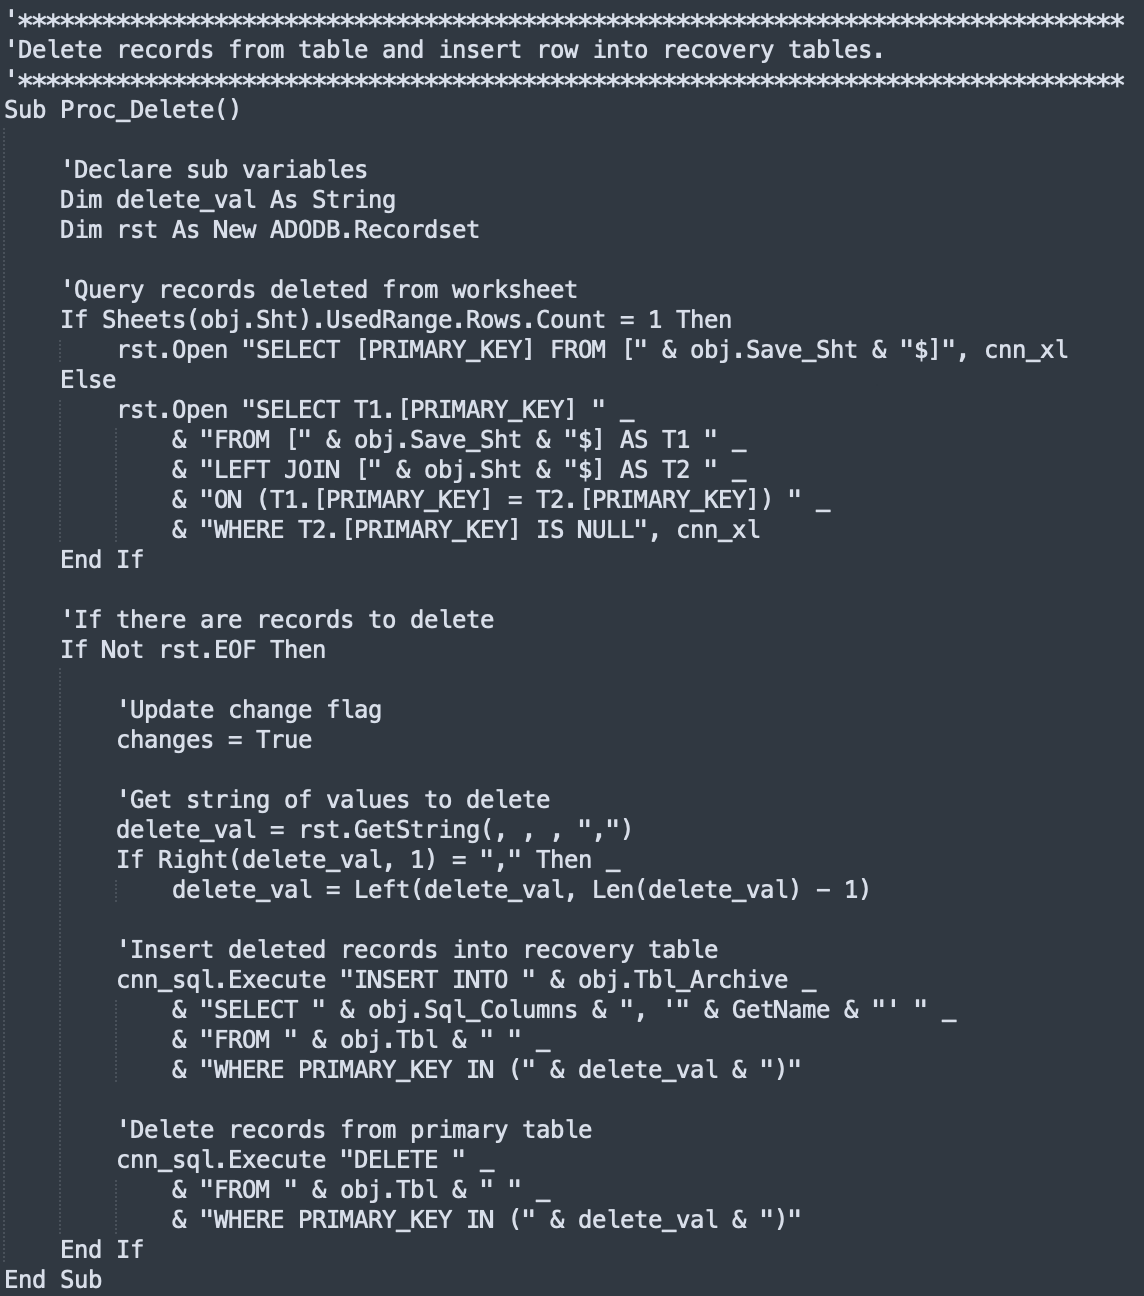 '*******************************************************************************
'Delete records from table and insert row into recovery tables.
'*******************************************************************************
Sub Proc_Delete()
'Declare sub variables
Dim delete_val As String
Dim rst As New ADODB.Recordset
'Query records deleted from worksheet
If Sheets(obj.Sht).UsedRange.Rows.Count = 1 Then
rst.Open "SELECT [PRIMARY_KEY] FROM [" & obj.Save_Sht & "$]", cnn_xl
Else
rst.Open "SELECT T1.[PRIMARY_KEY] " _
& "FROM [" & obj.Save_Sht & "$] AS T1 " _
& "LEFT JOIN [" & obj.Sht & "$] AS T2 " _
& "ON (T1.[PRIMARY_KEY] = T2.[PRIMARY_KEY]) " _
& "WHERE T2.[PRIMARY_KEY] IS NULL", cnn_xl
End If
'If there are records to delete
If Not rst.EOF Then
'Update change flag
changes = True
'Get string of values to delete
delete_val = rst.GetString(, , , ",")
If Right(delete_val, 1) = "," Then _
delete_val = Left(delete_val, Len(delete_val) - 1)
'Insert deleted records into recovery table
cnn_sql.Execute "INSERT INTO " & obj.Tbl_Archive _
& "SELECT " & obj.Sql_Columns & ", '" & GetName & "' " _
& "FROM " & obj.Tbl & " " _
& "WHERE PRIMARY_KEY IN (" & delete_val & ")"
'Delete records from primary table
cnn_sql.Execute "DELETE " _
& "FROM " & obj.Tbl & " " _
& "WHERE PRIMARY_KEY IN (" & delete_val & ")"
End If
End Sub